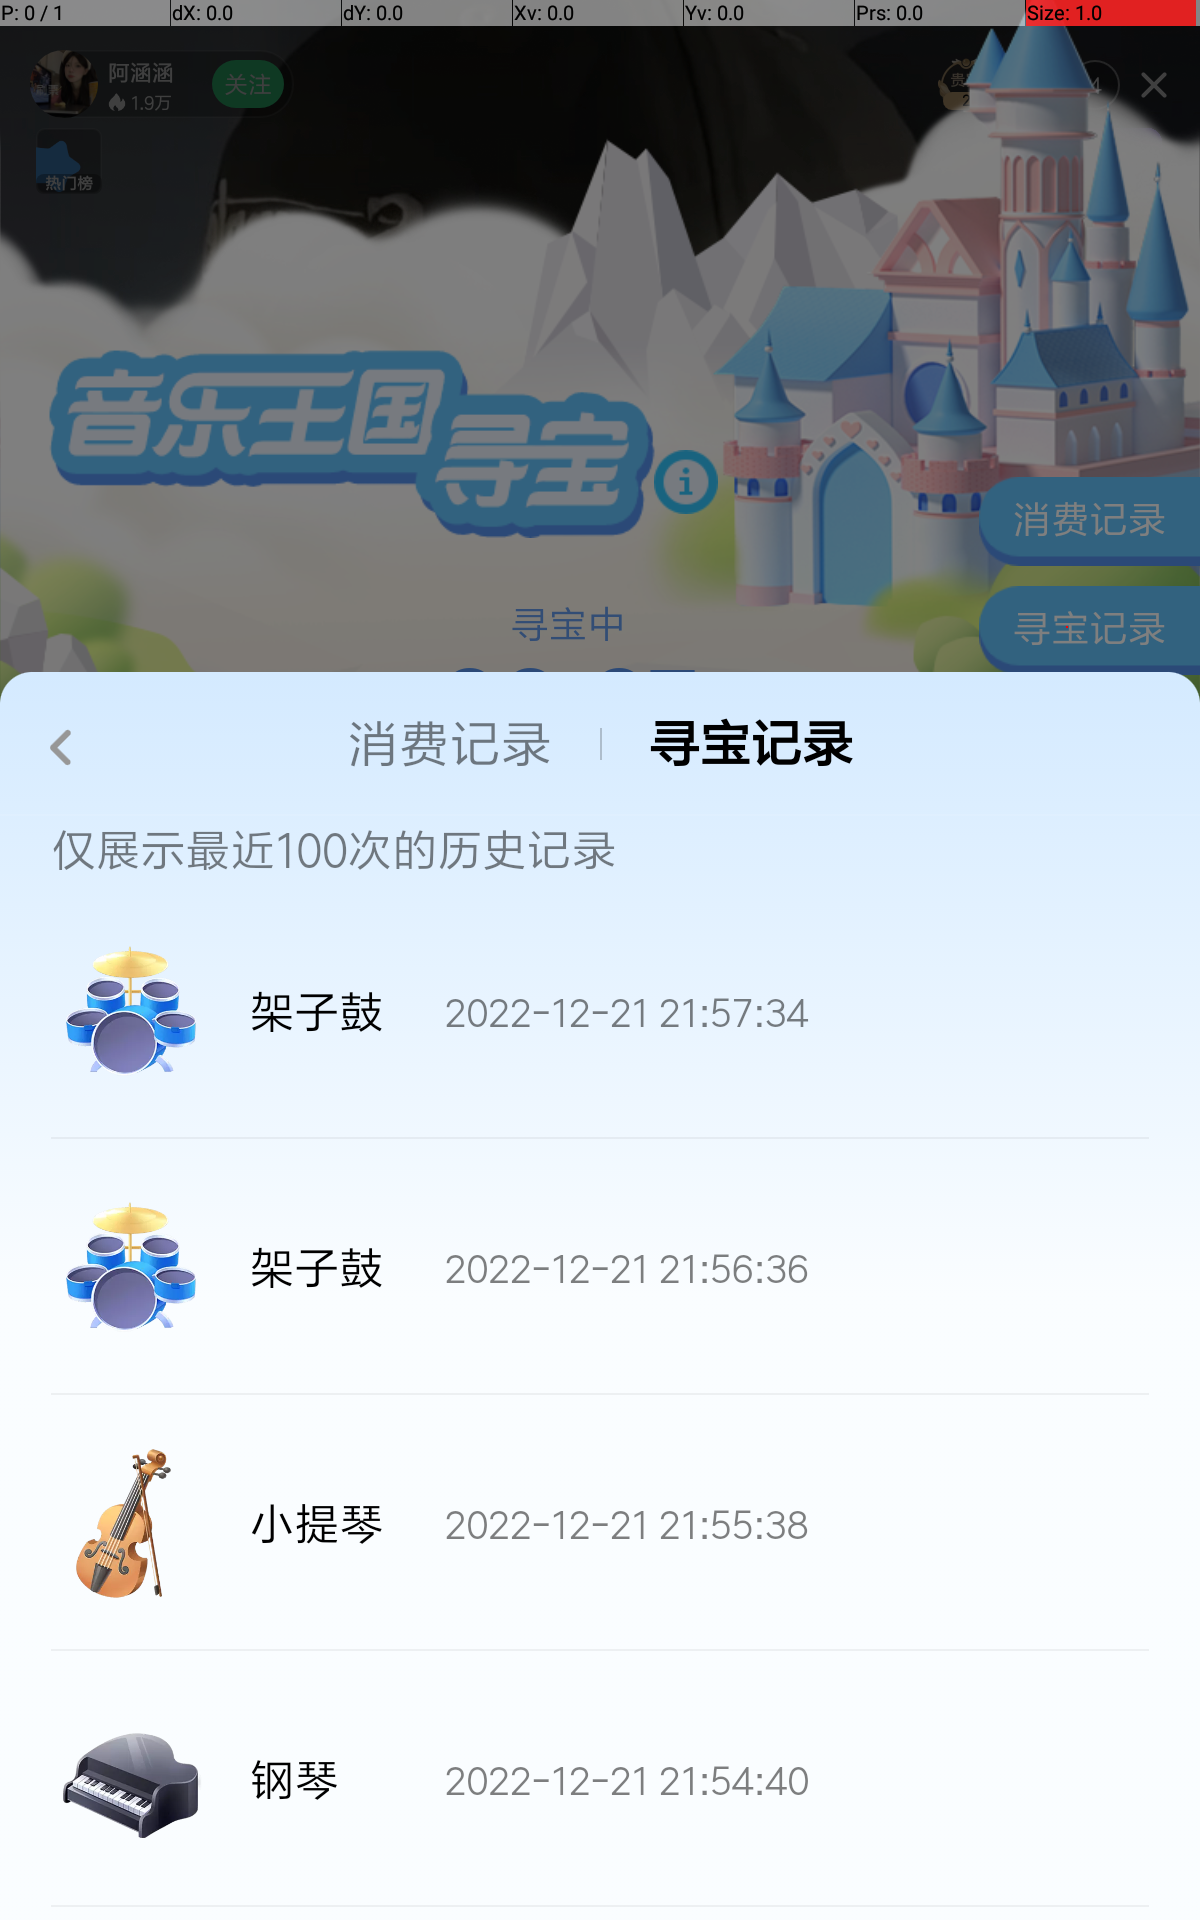 P: 0 / 1 dX: 0.0 dY: 0.0 Xv: 0.0 Yv: 0.0 Prs: 0.0 Size: 1.0
阿涵涵
1.9万
关注
热门榜
音乐王国
寻宝
i
消费记录
寻宝记录
寻宝中
消费记录 寻宝记录
仅展示最近100次的历史记录
架子鼓 2022-12-21 21:57:34
架子鼓 2022-12-21 21:56:36
小提琴 2022-12-21 21:55:38
钢琴 2022-12-21 21:54:40